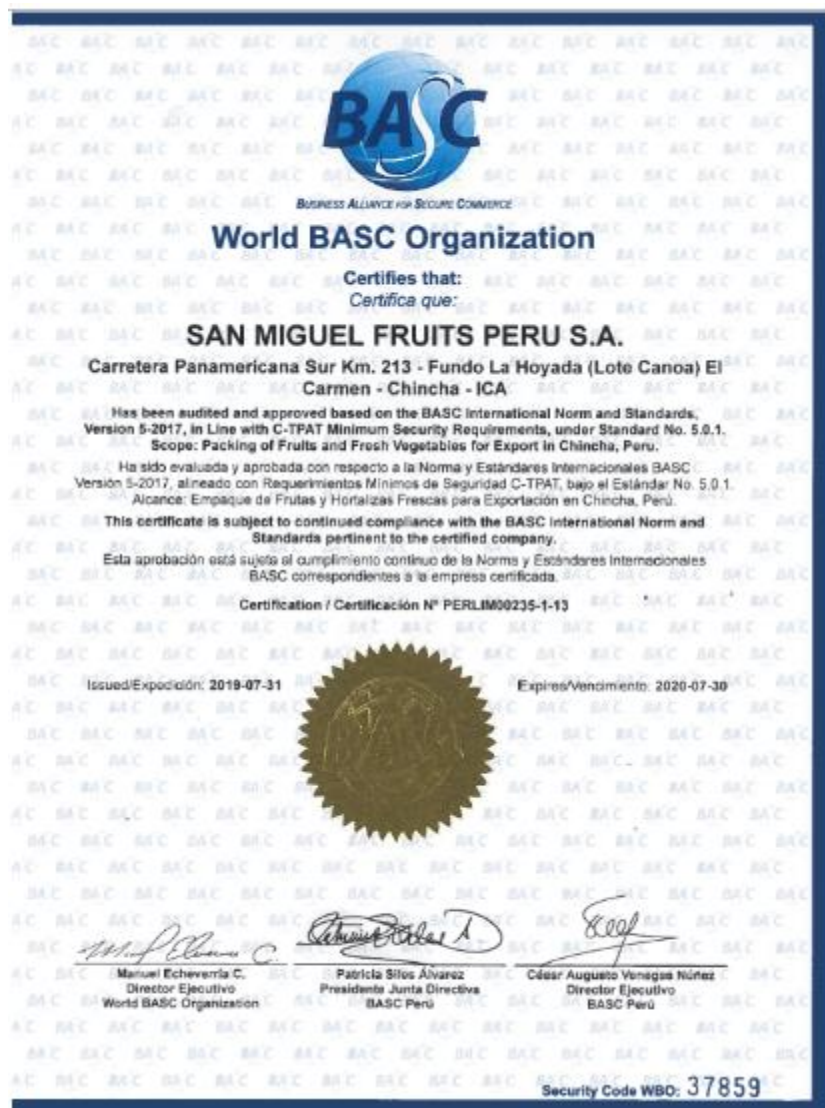 BASC
BUSINESS ALLIANCE FOR SECURE COMMERCE
World BASC Organization
Certifies that:
Certifica que:
SAN MIGUEL FRUITS PERU S.A.
Carretera Panamericana Sur Km. 213 - Fundo La Hoyada (Lote Canoa) El
Carmen - Chincha - ICA
Has been audited and approved based on the BASC International Norm and Standards,
Version 5-2017, in Line with C-TPAT Minimum Security Requirements, under Standard No. 5.0.1.
Scope: Packing of Fruits and Fresh Vegetables for Export in Chincha, Peru.
Ha sido evaluada y aprobada con respecto a la Norma y Estándares Internacionales BASC
Versión 5-2017, alineado con Requerimientos Mínimos de Seguridad C-TPAT, bajo el Estándar No. 5.0.1.
Alcance: Empaque de Frutas y Hortalizas Frescas para Exportación en Chincha, Perú.
This certificate is subject to continued compliance with the BASC International Norm and
Standards pertinent to the certified company.
Esta aprobación está sujeta al cumplimiento continuo de la Norma y Estándares Internacionales
BASC correspondientes a la empresa certificada.
Certification / Certificación N° PERLIM00235-1-13
Issued/Expedición: 2019-07-31 Expires/Vencimiento: 2020-07-30
Manuel Echeverría C. Patricia Siles Álvarez César Augusto Venegas Núñez
Director Ejecutivo Presidenta Junta Directiva Director Ejecutivo
World BASC Organization BASC Perú BASC Perú
Security Code WBO: 37859